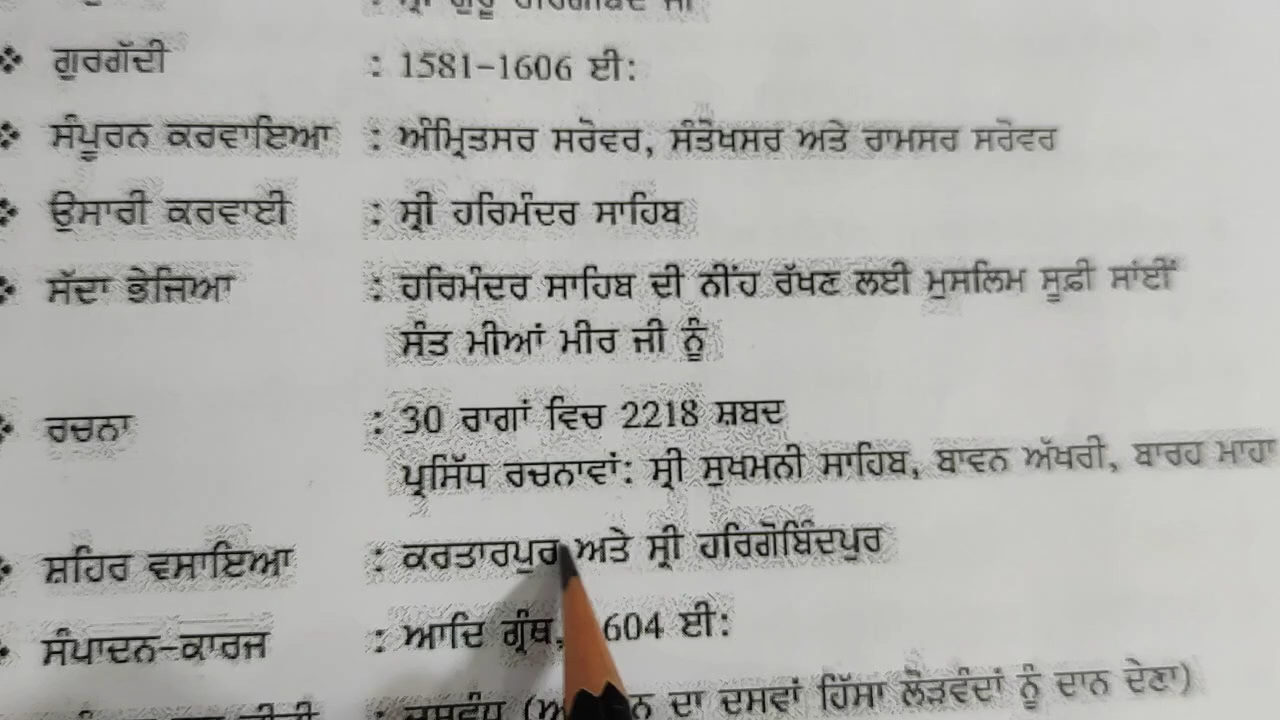 ਸ੍ਰੀ ਗੁਰੂ ਹਰਿਗੋਬਿੰਦ ਜੀ
ਗੁਰਗੱਦੀ : 1581-1606 ਈ:
ਸੰਪੂਰਨ ਕਰਵਾਇਆ : ਅੰਮ੍ਰਿਤਸਰ ਸਰੋਵਰ, ਸੰਤੋਖਸਰ ਅਤੇ ਰਾਮਸਰ ਸਰੋਵਰ
ਉਸਾਰੀ ਕਰਵਾਈ : ਸ੍ਰੀ ਹਰਿਮੰਦਰ ਸਾਹਿਬ
ਸੱਦਾ ਭੇਜਿਆ : ਹਰਿਮੰਦਰ ਸਾਹਿਬ ਦੀ ਨੀਂਹ ਰੱਖਣ ਲਈ ਮੁਸਲਿਮ ਸੂਫ਼ੀ ਸਾਂਈਂ
ਸੰਤ ਮੀਆਂ ਮੀਰ ਜੀ ਨੂੰ
ਰਚਨਾ : 30 ਰਾਗਾਂ ਵਿਚ 2218 ਸ਼ਬਦ
ਪ੍ਰਸਿੱਧ ਰਚਨਾਵਾਂ: ਸ੍ਰੀ ਸੁਖਮਨੀ ਸਾਹਿਬ, ਬਾਵਨ ਅੱਖਰੀ, ਬਾਰਹ ਮਾਹਾ
ਸ਼ਹਿਰ ਵਸਾਇਆ : ਕਰਤਾਰਪੁਰ ਅਤੇ ਸ੍ਰੀ ਹਰਿਗੋਬਿੰਦਪੁਰ
ਸੰਪਾਦਨ-ਕਾਰਜ : ਆਦਿ ਗ੍ਰੰਥ, 604 ਈ:
: ਦਸਵੰਧ ਦਾ ਦਸਵਾਂ ਹਿੱਸਾ ਲੋੜਵੰਦਾਂ ਨੂੰ ਦਾਨ ਦੇਣਾ)